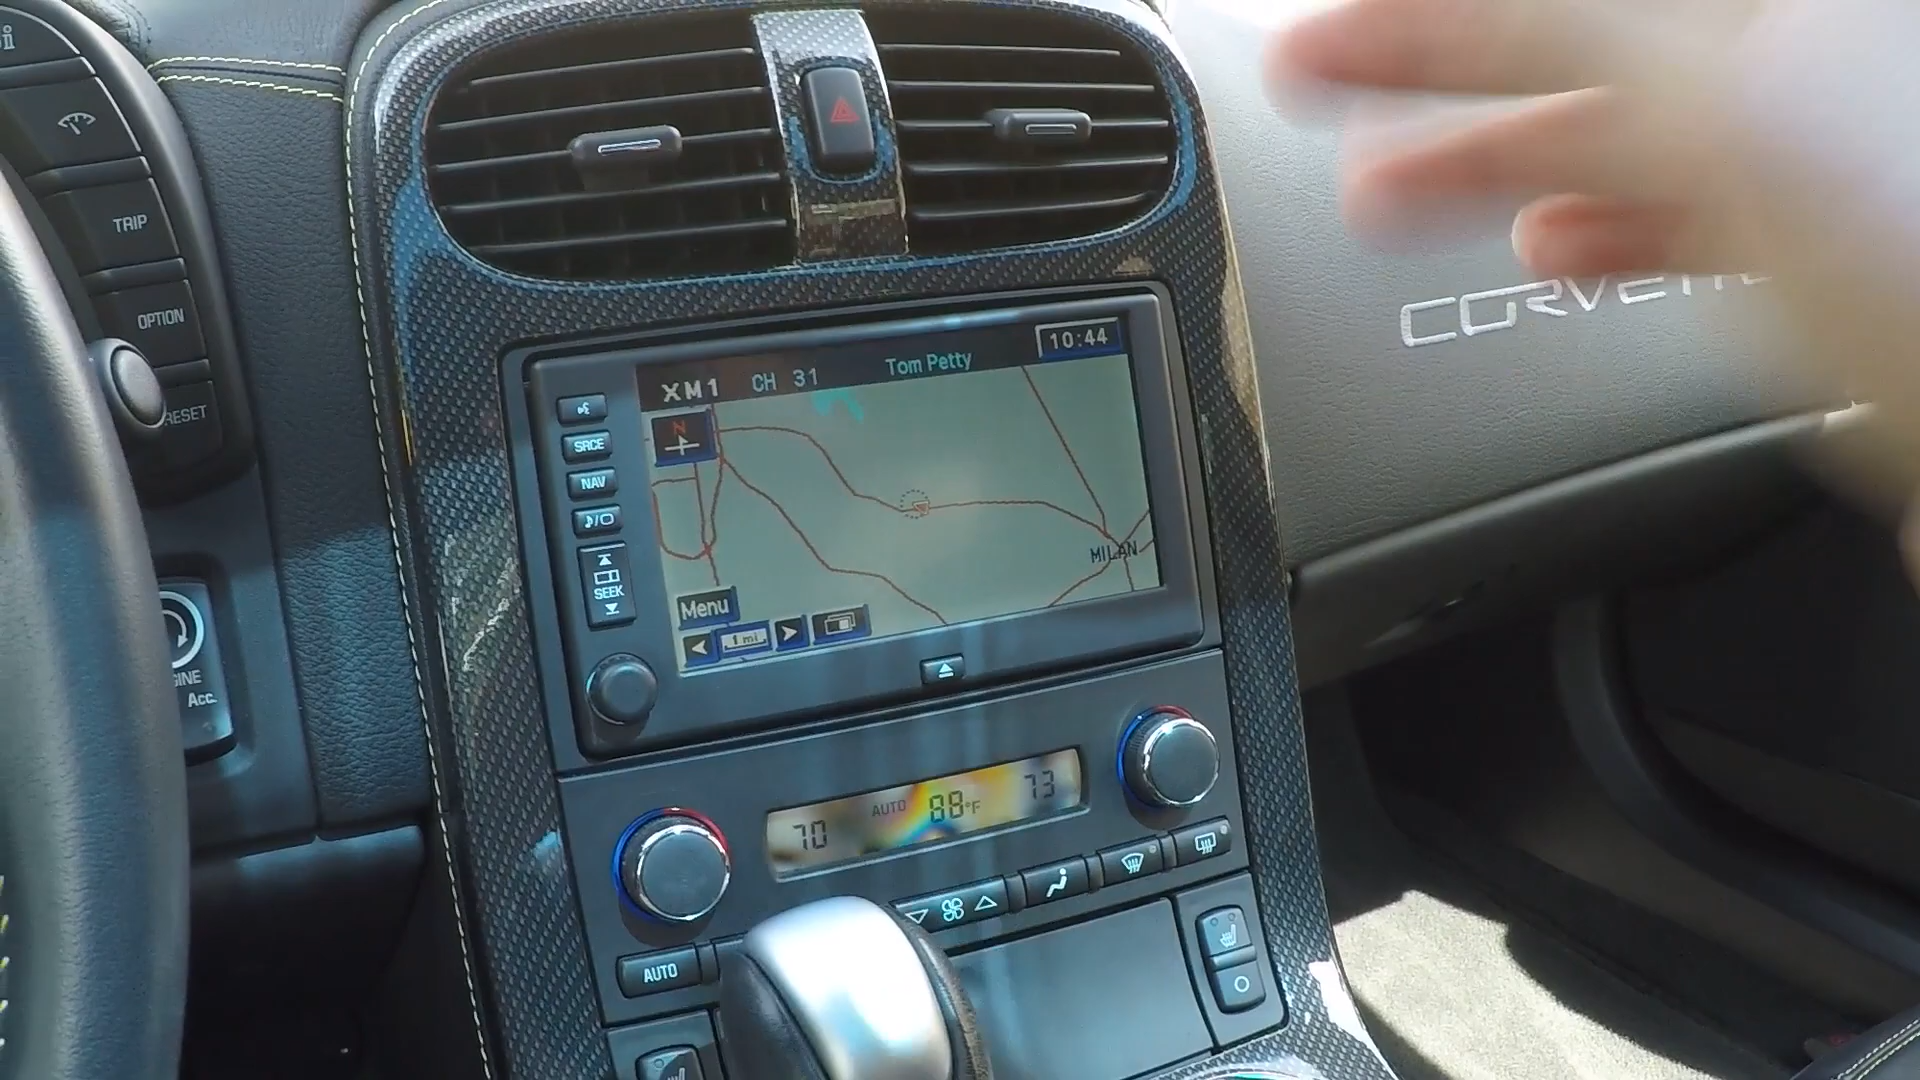 TRIP
OPTION
RESET
Acc.
CORVETTE
XM1 CH 31 Tom Petty 10:44
N
SRCE
NAV
SEEK
MILAN
Menu
1 mi
70 AUTO 88°F 73
AUTO